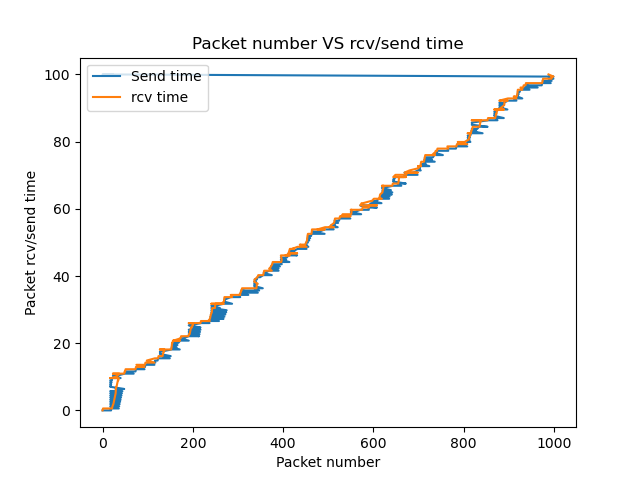 Packet number VS rcv/send time
Send time
rcv time
Packet rcv/send time
100
80
60
40
20
0
0 200 400 600 800 1000
Packet number